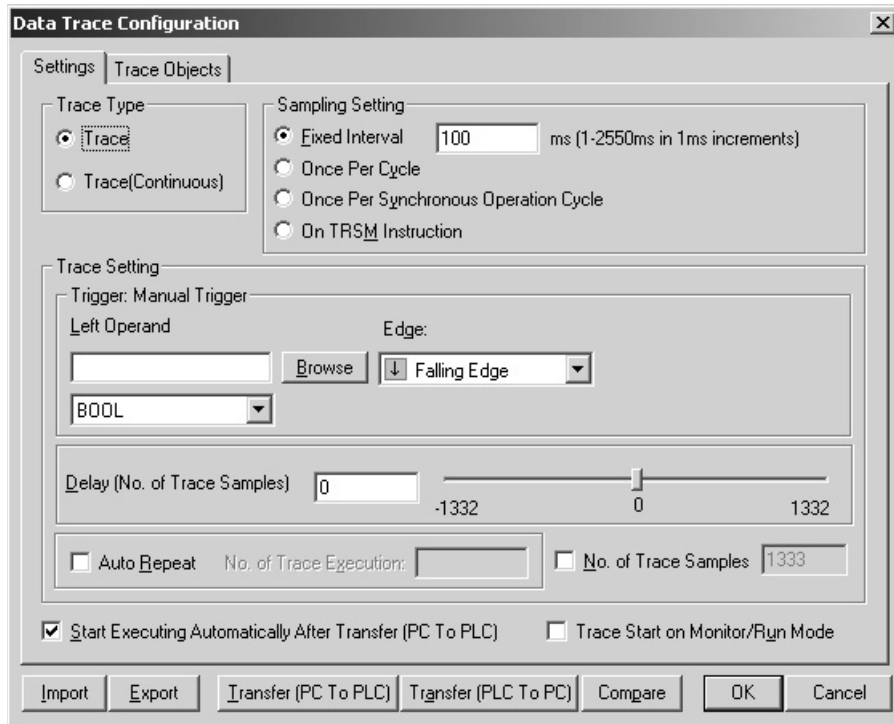 Data Trace Configuration
Settings
Trace Objects
Trace Type
Trace
Trace(Continuous)
Sampling Setting
Fixed Interval 100 ms (1-2550ms in 1ms increments)
Once Per Cycle
Once Per Synchronous Operation Cycle
On TRSM Instruction
Trace Setting
Trigger: Manual Trigger
Left Operand
Edge:
Browse
Falling Edge
BOOL
Delay (No. of Trace Samples) 0
-1332 0 1332
Auto Repeat No. of Trace Execution:
No. of Trace Samples 1333
Start Executing Automatically After Transfer (PC To PLC)
Trace Start on Monitor/Run Mode
Import Export Transfer (PC To PLC) Transfer (PLC To PC) Compare OK Cancel